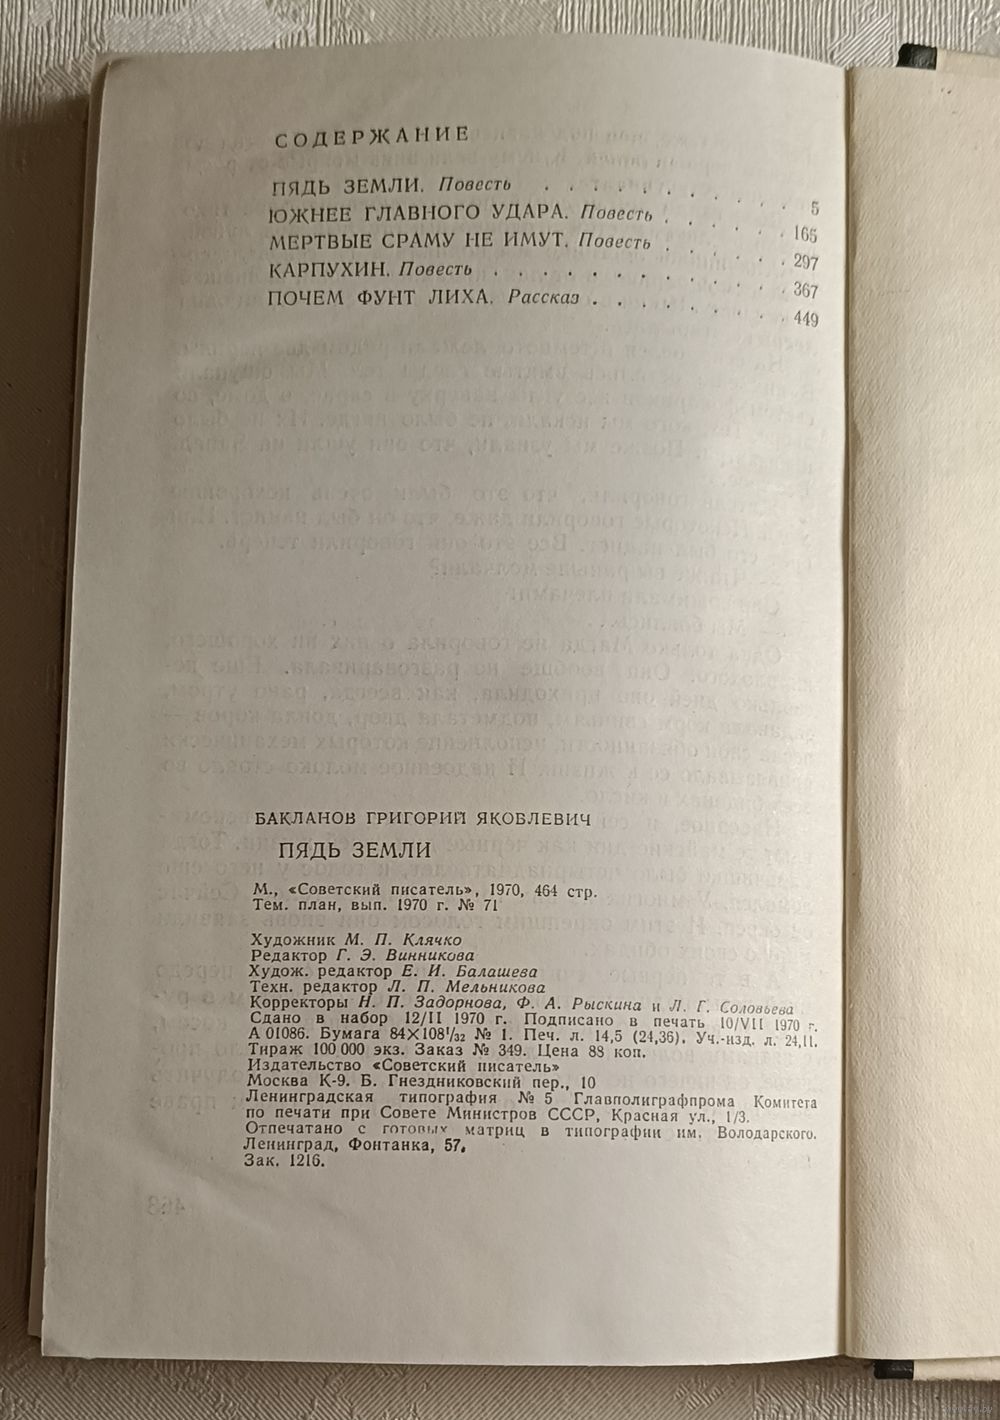 СОДЕРЖАНИЕ
ПЯДЬ ЗЕМЛИ. Повесть . . . . . . . . . . 5
ЮЖНЕЕ ГЛАВНОГО УДАРА. Повесть . . . . . 165
МЕРТВЫЕ СРАМУ НЕ ИМУТ. Повесть . . . . . 297
КАРПУХИН. Повесть . . . . . . . . . . . 367
ПОЧЕМ ФУНТ ЛИХА. Рассказ . . . . . . . . 449
БАКЛАНОВ ГРИГОРИЙ ЯКОВЛЕВИЧ
ПЯДЬ ЗЕМЛИ
М., «Советский писатель», 1970, 464 стр.
Тем. план, вып. 1970 г. № 71
Художник М. П. Клячко
Редактор Г. Э. Винникова
Худож. редактор Е. И. Балашева
Техн. редактор Л. П. Мельникова
Корректоры Н. П. Задорнова, Ф. А. Рыскина и Л. Г. Соловьева
Сдано в набор 12/II 1970 г. Подписано в печать 10/VII 1970 г.
А 01086. Бумага 84×108¹/₃₂ № 1. Печ. л. 14,5 (24,36). Уч.-изд. л. 24,11.
Тираж 100 000 экз. Заказ № 349. Цена 88 коп.
Издательство «Советский писатель»
Москва К-9. Б. Гнездниковский пер., 10
Ленинградская типография № 5 Главполиграфпрома Комитета
по печати при Совете Министров СССР, Красная ул., 1/3.
Отпечатано с готовых матриц в типографии им. Володарского.
Ленинград, Фонтанка, 57.
Зак. 1216.